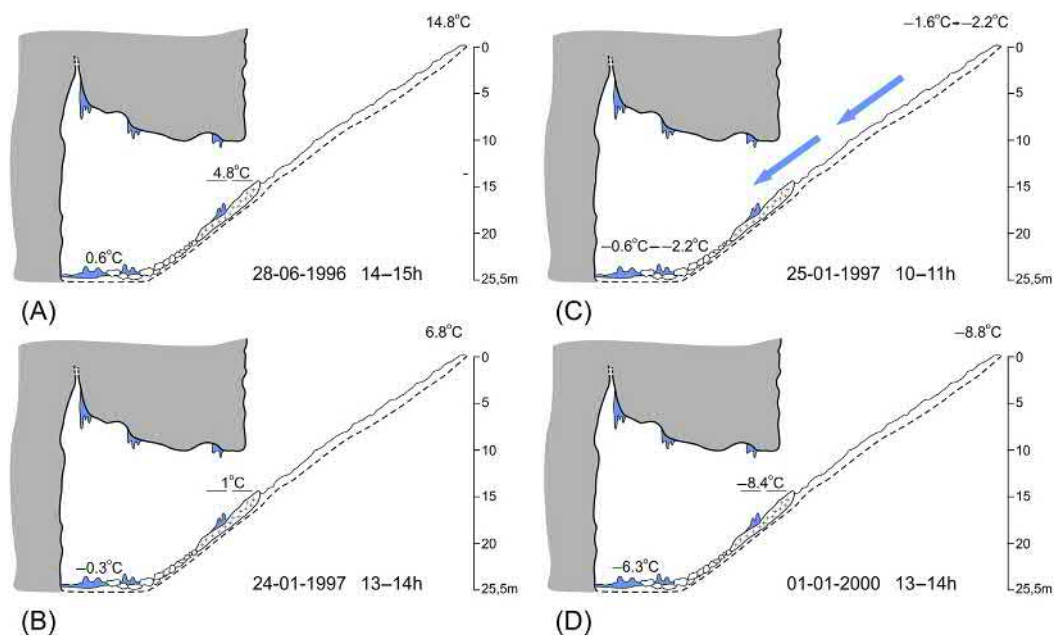 14.8°C
0
5
10
15
20
25,5m
4.8°C
0.6°C
28-06-1996 14–15h
(A)
−1.6°C→−2.2°C
0
5
10
15
20
25,5m
−0.6°C−−2.2°C
25-01-1997 10–11h
(C)
6.8°C
0
5
10
15
20
25,5m
1°C
−0.3°C
24-01-1997 13–14h
(B)
−8.8°C
0
5
10
15
20
25,5m
−8.4°C
−6.3°C
01-01-2000 13–14h
(D)